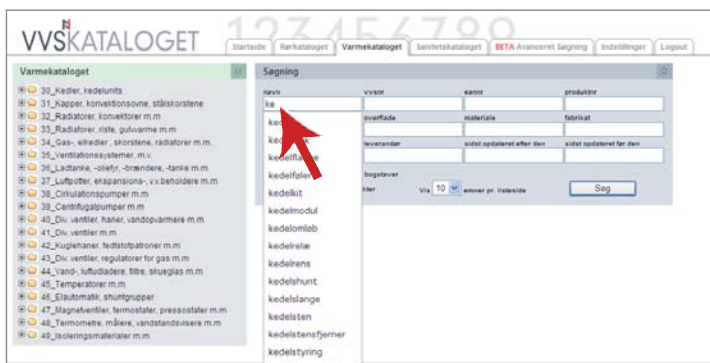 VVSKATALOGET
123456789
Startside
Rørkataloget
Varmekataloget
Sanitetskataloget
BETA Avanceret Søgning
Indstillinger
Logout
Varmekataloget
30_Kedler, kedelunits
31_Kapper, konvektionsovne, stålskorstene
32_Radiatorer, konvektorer m.m
33_Radiatorer, riste, gulvvarme m.m
34_Gas-, elkedler, skorstene, radiatorer m.m.
35_Ventilationssystemer, m.v.
36_Ladtanke, -oliefyr, -brændere, -tanke m.m
37_Luftpotter, ekspansions-, v.v.beholdere m.m
38_Cirkulationspumper m.m
39_Centrifugalpumper m.m
40_Div. ventiler, haner, vandopvarmere m.m
41_Div. ventiler m.m
42_Kuglehaner, fedtstofpatroner m.m
43_Div. ventiler, regulatorer for gas m.m
44_Vand-, luftudladere, filtre, skueglas m.m
45_Temperatorer m.m
46_Elautomatik, shuntgrupper
47_Magnetventiler, termostater, pressostater m.m
48_Termometre, målere, vandstandsvisere m.m
49_Isoleringsmaterialer m.m
Søgning
navn
vvsnr
eannr
produktnr
ke
overflade
materiale
fabrikat
leverandør
sidst opdateret efter den
sidst opdateret før den
bogstaver
Vis 10 emner pr. listeside
Søg
kedelføler
kedelkit
kedelmodul
kedelomløb
kedelrelæ
kedelrens
kedelshunt
kedelslange
kedelsten
kedelstensfjerner
kedelstyring